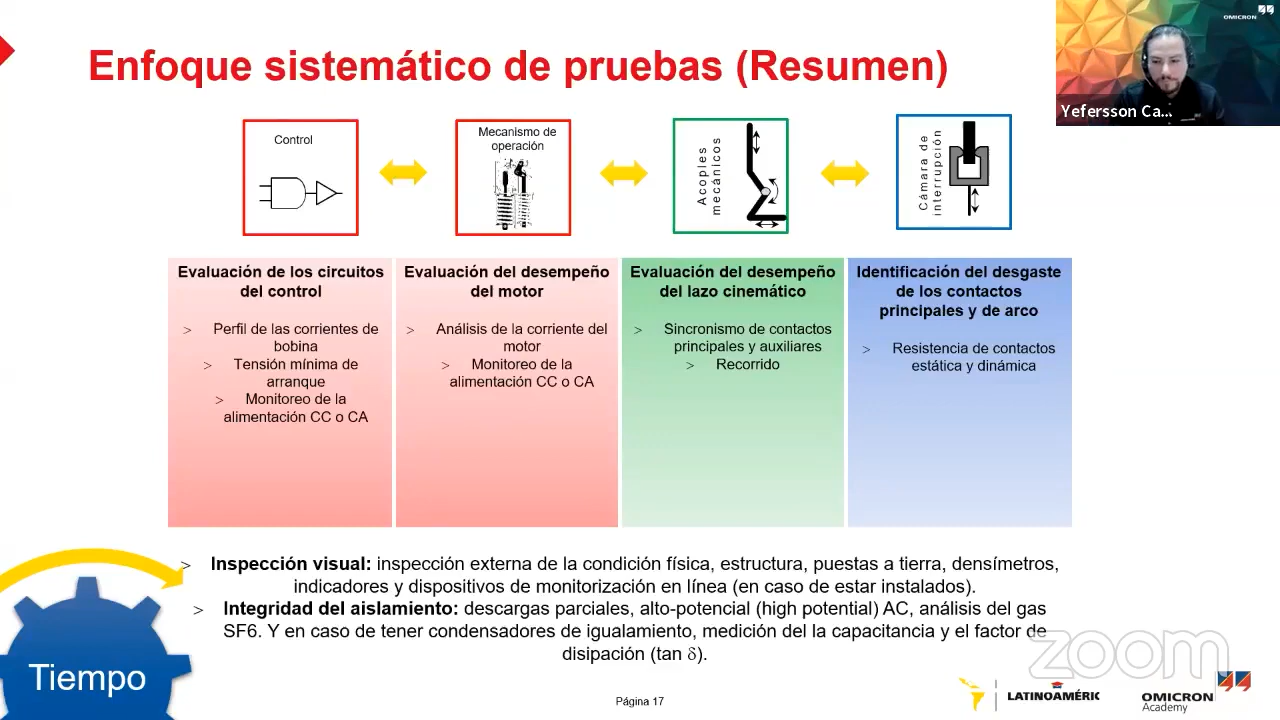 Enfoque sistemático de pruebas (Resumen)
OMICRON
Yefersson Ca...
Control
Mecanismo de
operación
Acoples
mecánicos
Cámara de
interrupción
Evaluación de los circuitos
del control
> Perfil de las corrientes de
bobina
> Tensión mínima de
arranque
> Monitoreo de la
alimentación CC o CA
Evaluación del desempeño
del motor
> Análisis de la corriente del
motor
> Monitoreo de la
alimentación CC o CA
Evaluación del desempeño
del lazo cinemático
> Sincronismo de contactos
principales y auxiliares
> Recorrido
Identificación del desgaste
de los contactos
principales y de arco
> Resistencia de contactos
estática y dinámica
> Inspección visual: inspección externa de la condición física, estructura, puestas a tierra, densímetros,
indicadores y dispositivos de monitorización en línea (en caso de estar instalados).
> Integridad del aislamiento: descargas parciales, alto-potencial (high potential) AC, análisis del gas
SF6. Y en caso de tener condensadores de igualamiento, medición del la capacitancia y el factor de
disipación (tan δ).
Tiempo
zoom
Página 17
LATINOAMÉRIC
OMICRON
Academy